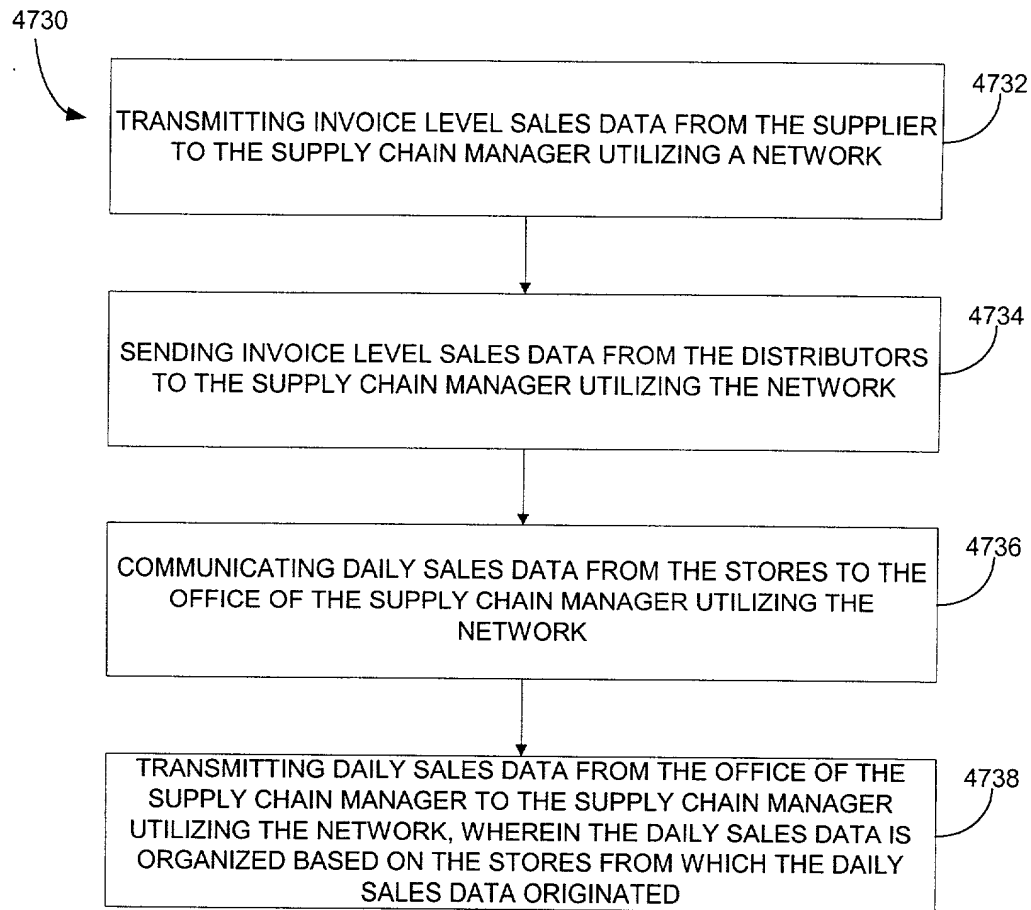 4730
4732
TRANSMITTING INVOICE LEVEL SALES DATA FROM THE SUPPLIER
TO THE SUPPLY CHAIN MANAGER UTILIZING A NETWORK
4734
SENDING INVOICE LEVEL SALES DATA FROM THE DISTRIBUTORS
TO THE SUPPLY CHAIN MANAGER UTILIZING THE NETWORK
4736
COMMUNICATING DAILY SALES DATA FROM THE STORES TO THE
OFFICE OF THE SUPPLY CHAIN MANAGER UTILIZING THE
NETWORK
4738
TRANSMITTING DAILY SALES DATA FROM THE OFFICE OF THE
SUPPLY CHAIN MANAGER TO THE SUPPLY CHAIN MANAGER
UTILIZING THE NETWORK, WHEREIN THE DAILY SALES DATA IS
ORGANIZED BASED ON THE STORES FROM WHICH THE DAILY
SALES DATA ORIGINATED